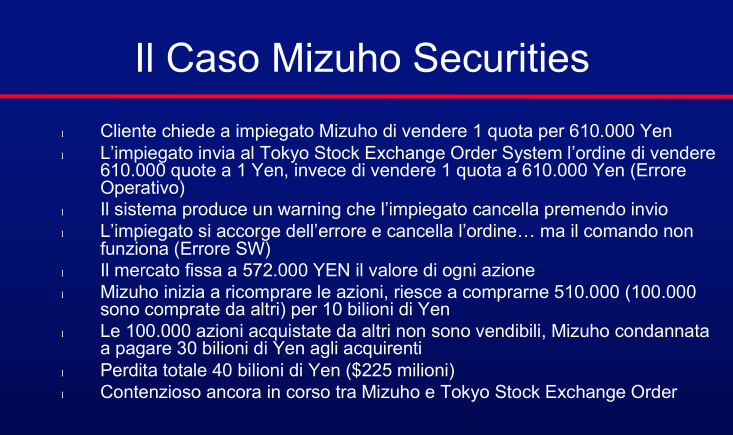 Il Caso Mizuho Securities
l Cliente chiede a impiegato Mizuho di vendere 1 quota per 610.000 Yen
l L'impiegato invia al Tokyo Stock Exchange Order System l'ordine di vendere
610.000 quote a 1 Yen, invece di vendere 1 quota a 610.000 Yen (Errore
Operativo)
l Il sistema produce un warning che l'impiegato cancella premendo invio
l L'impiegato si accorge dell'errore e cancella l'ordine… ma il comando non
funziona (Errore SW)
l Il mercato fissa a 572.000 YEN il valore di ogni azione
l Mizuho inizia a ricomprare le azioni, riesce a comprarne 510.000 (100.000
sono comprate da altri) per 10 bilioni di Yen
l Le 100.000 azioni acquistate da altri non sono vendibili, Mizuho condannata
a pagare 30 bilioni di Yen agli acquirenti
l Perdita totale 40 bilioni di Yen ($225 milioni)
l Contenzioso ancora in corso tra Mizuho e Tokyo Stock Exchange Order